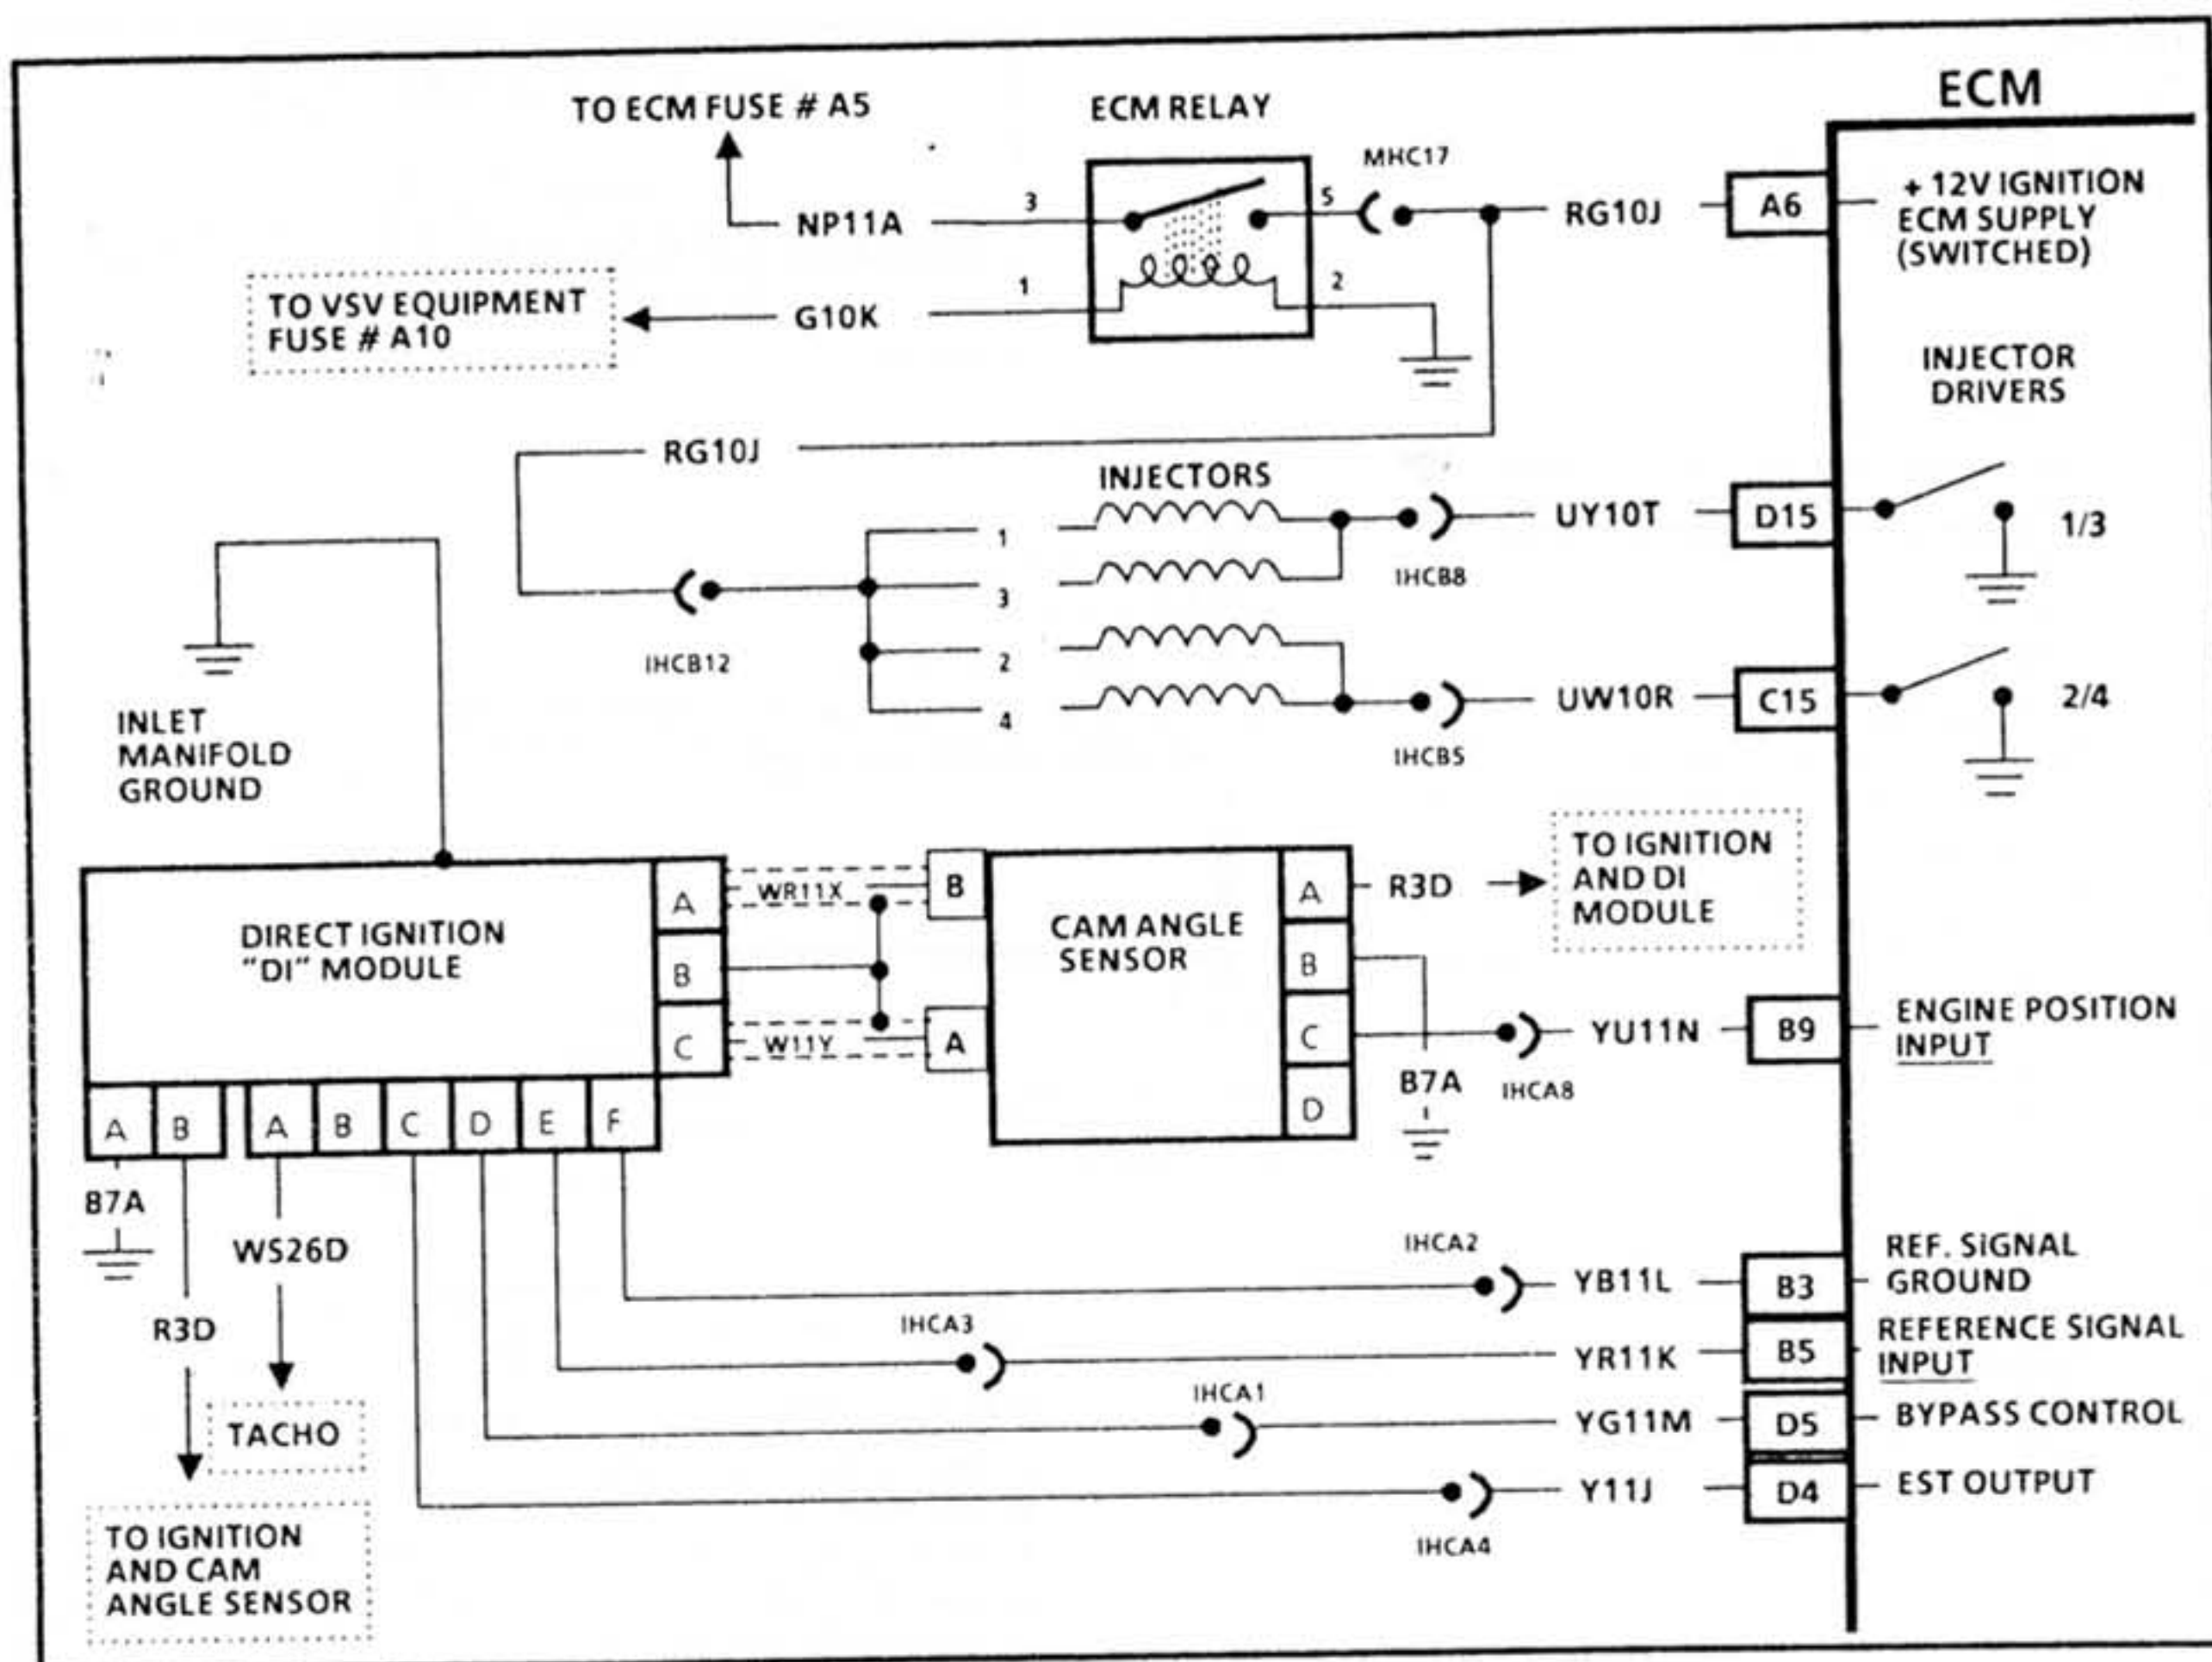 ECM
TO ECM FUSE # A5
ECM RELAY
MHC17
NP11A
3
5
RG10J
A6
+ 12V IGNITION
ECM SUPPLY
(SWITCHED)
TO VSV EQUIPMENT
FUSE # A10
G10K
1
2
INJECTOR
DRIVERS
RG10J
INJECTORS
1
3
2
4
IHCB12
IHCB8
UY10T
D15
1/3
IHCB5
UW10R
C15
2/4
INLET
MANIFOLD
GROUND
DIRECT IGNITION
"DI" MODULE
A
B
C
WR11X
W11Y
B
A
CAM ANGLE
SENSOR
A
B
C
D
R3D
TO IGNITION
AND DI
MODULE
B7A
IHCA8
YU11N
B9
ENGINE POSITION
INPUT
A
B
A
B
C
D
E
F
B7A
R3D
WS26D
TACHO
TO IGNITION
AND CAM
ANGLE SENSOR
IHCA2
YB11L
B3
REF. SIGNAL
GROUND
IHCA3
YR11K
B5
REFERENCE SIGNAL
INPUT
IHCA1
YG11M
D5
BYPASS CONTROL
IHCA4
Y11J
D4
EST OUTPUT